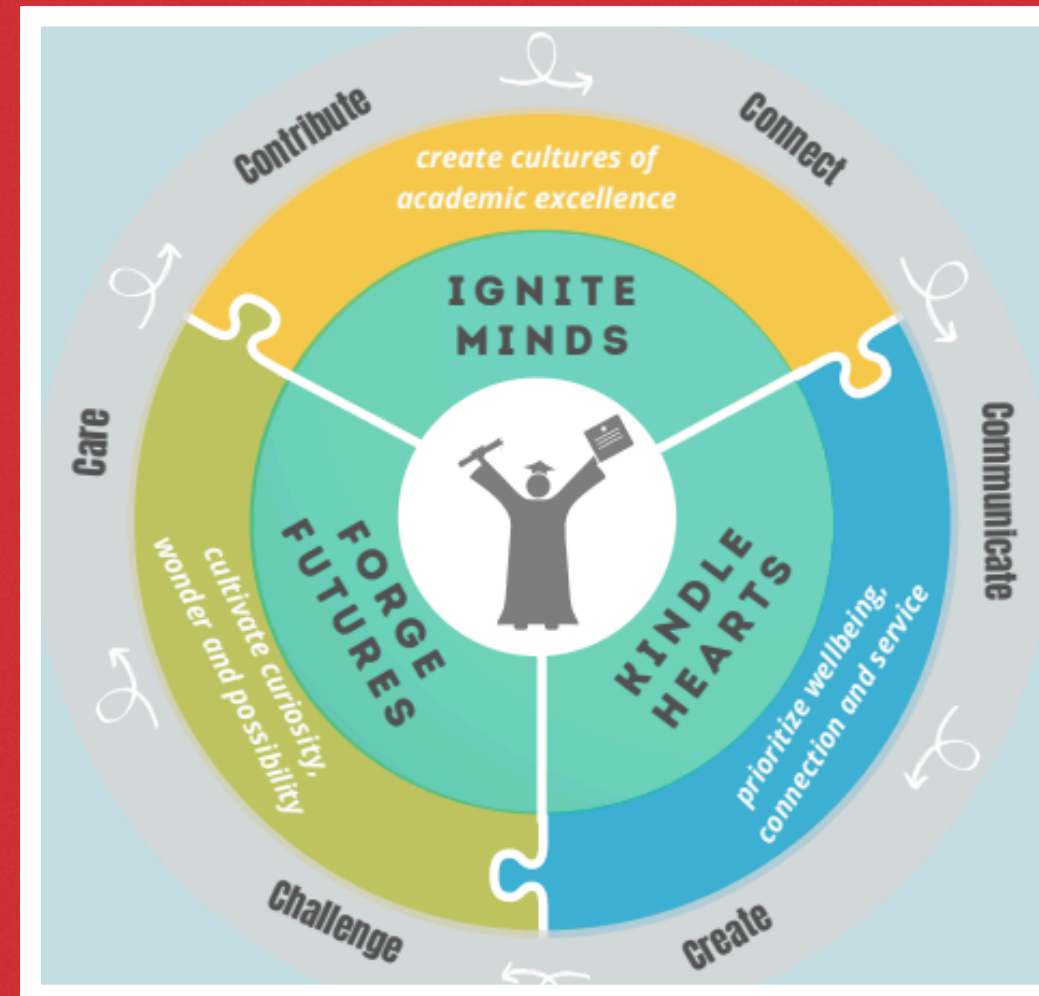 Contribute
Connect
Communicate
Create
Challenge
Care
create cultures of
academic excellence
IGNITE
MINDS
KINDLE
HEARTS
prioritize wellbeing,
connection and service
FORGE
FUTURES
cultivate curiosity,
wonder and possibility